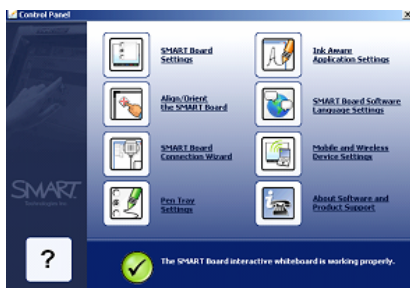 Control Panel
SMART Board
Settings
Ink Aware
Application Settings
Align/Orient
the SMART Board
SMART Board Software
Language Settings
SMART Board
Connection Wizard
Mobile and Wireless
Device Settings
Pen Tray
Settings
About Software and
Product Support
SMART
Technologies Inc.
?
The SMART Board interactive whiteboard is working properly.